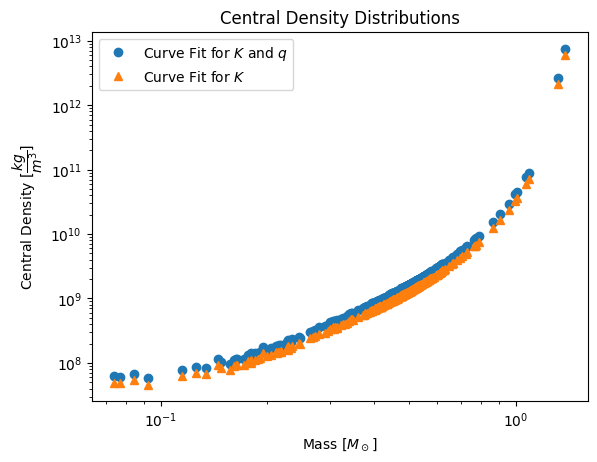 Central Density Distributions
Curve Fit for K and q
Curve Fit for K
Central Density [kg/m³]
10¹³
10¹²
10¹¹
10¹⁰
10⁹
10⁸
10⁻¹
10⁰
Mass [M_⊙]